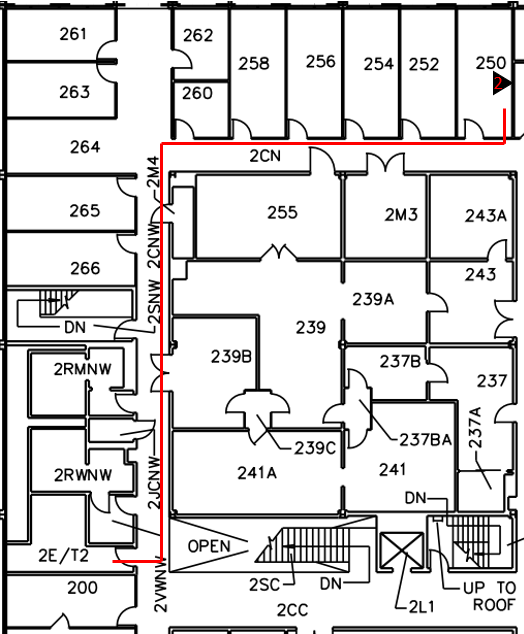 261
262
258
256
254
252
250
2
263
260
264
2CN
2M4
265
255
2M3
243A
2CNW
266
243
239A
2SNW
DN
239
239B
237B
237
2RMNW
237A
239C
237BA
2RWNW
2JCNW
241A
241
DN
OPEN
2E/T2
2SC
DN
UP TO
ROOF
200
2VWNW
2CC
2L1